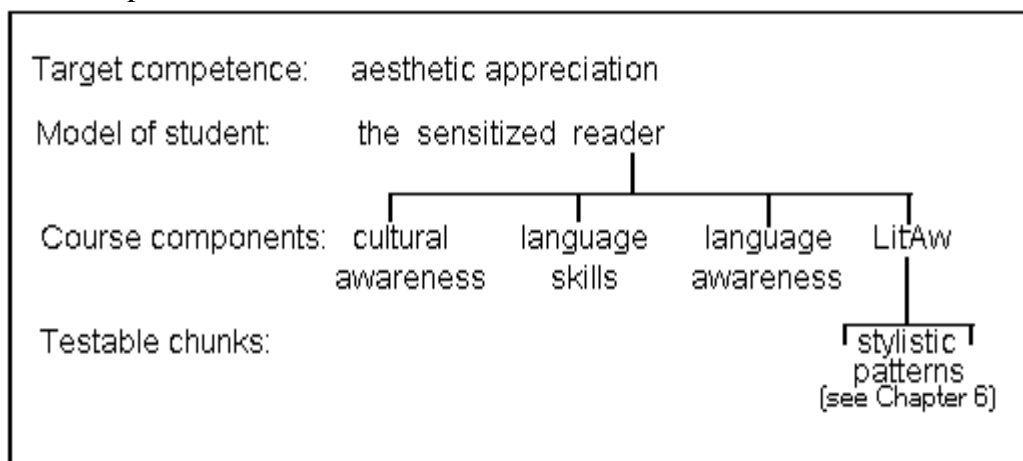 Target competence: aesthetic appreciation
Model of student: the sensitized reader
Course components: cultural language language LitAw
awareness skills awareness
Testable chunks: stylistic
patterns
(see Chapter 6)